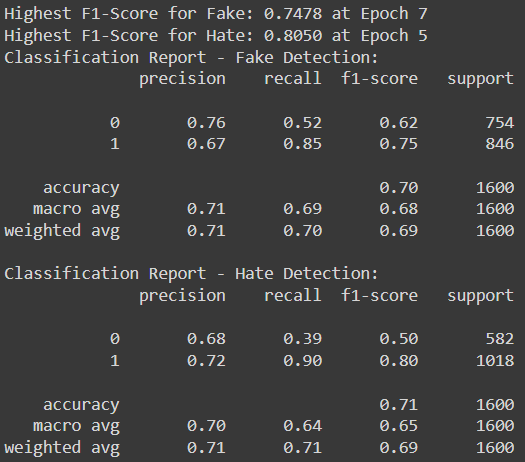 Highest F1-Score for Fake: 0.7478 at Epoch 7
Highest F1-Score for Hate: 0.8050 at Epoch 5
Classification Report - Fake Detection:
              precision    recall  f1-score   support

           0       0.76      0.52      0.62       754
           1       0.67      0.85      0.75       846

    accuracy                           0.70      1600
   macro avg       0.71      0.69      0.68      1600
weighted avg       0.71      0.70      0.69      1600

Classification Report - Hate Detection:
              precision    recall  f1-score   support

           0       0.68      0.39      0.50       582
           1       0.72      0.90      0.80      1018

    accuracy                           0.71      1600
   macro avg       0.70      0.64      0.65      1600
weighted avg       0.71      0.71      0.69      1600